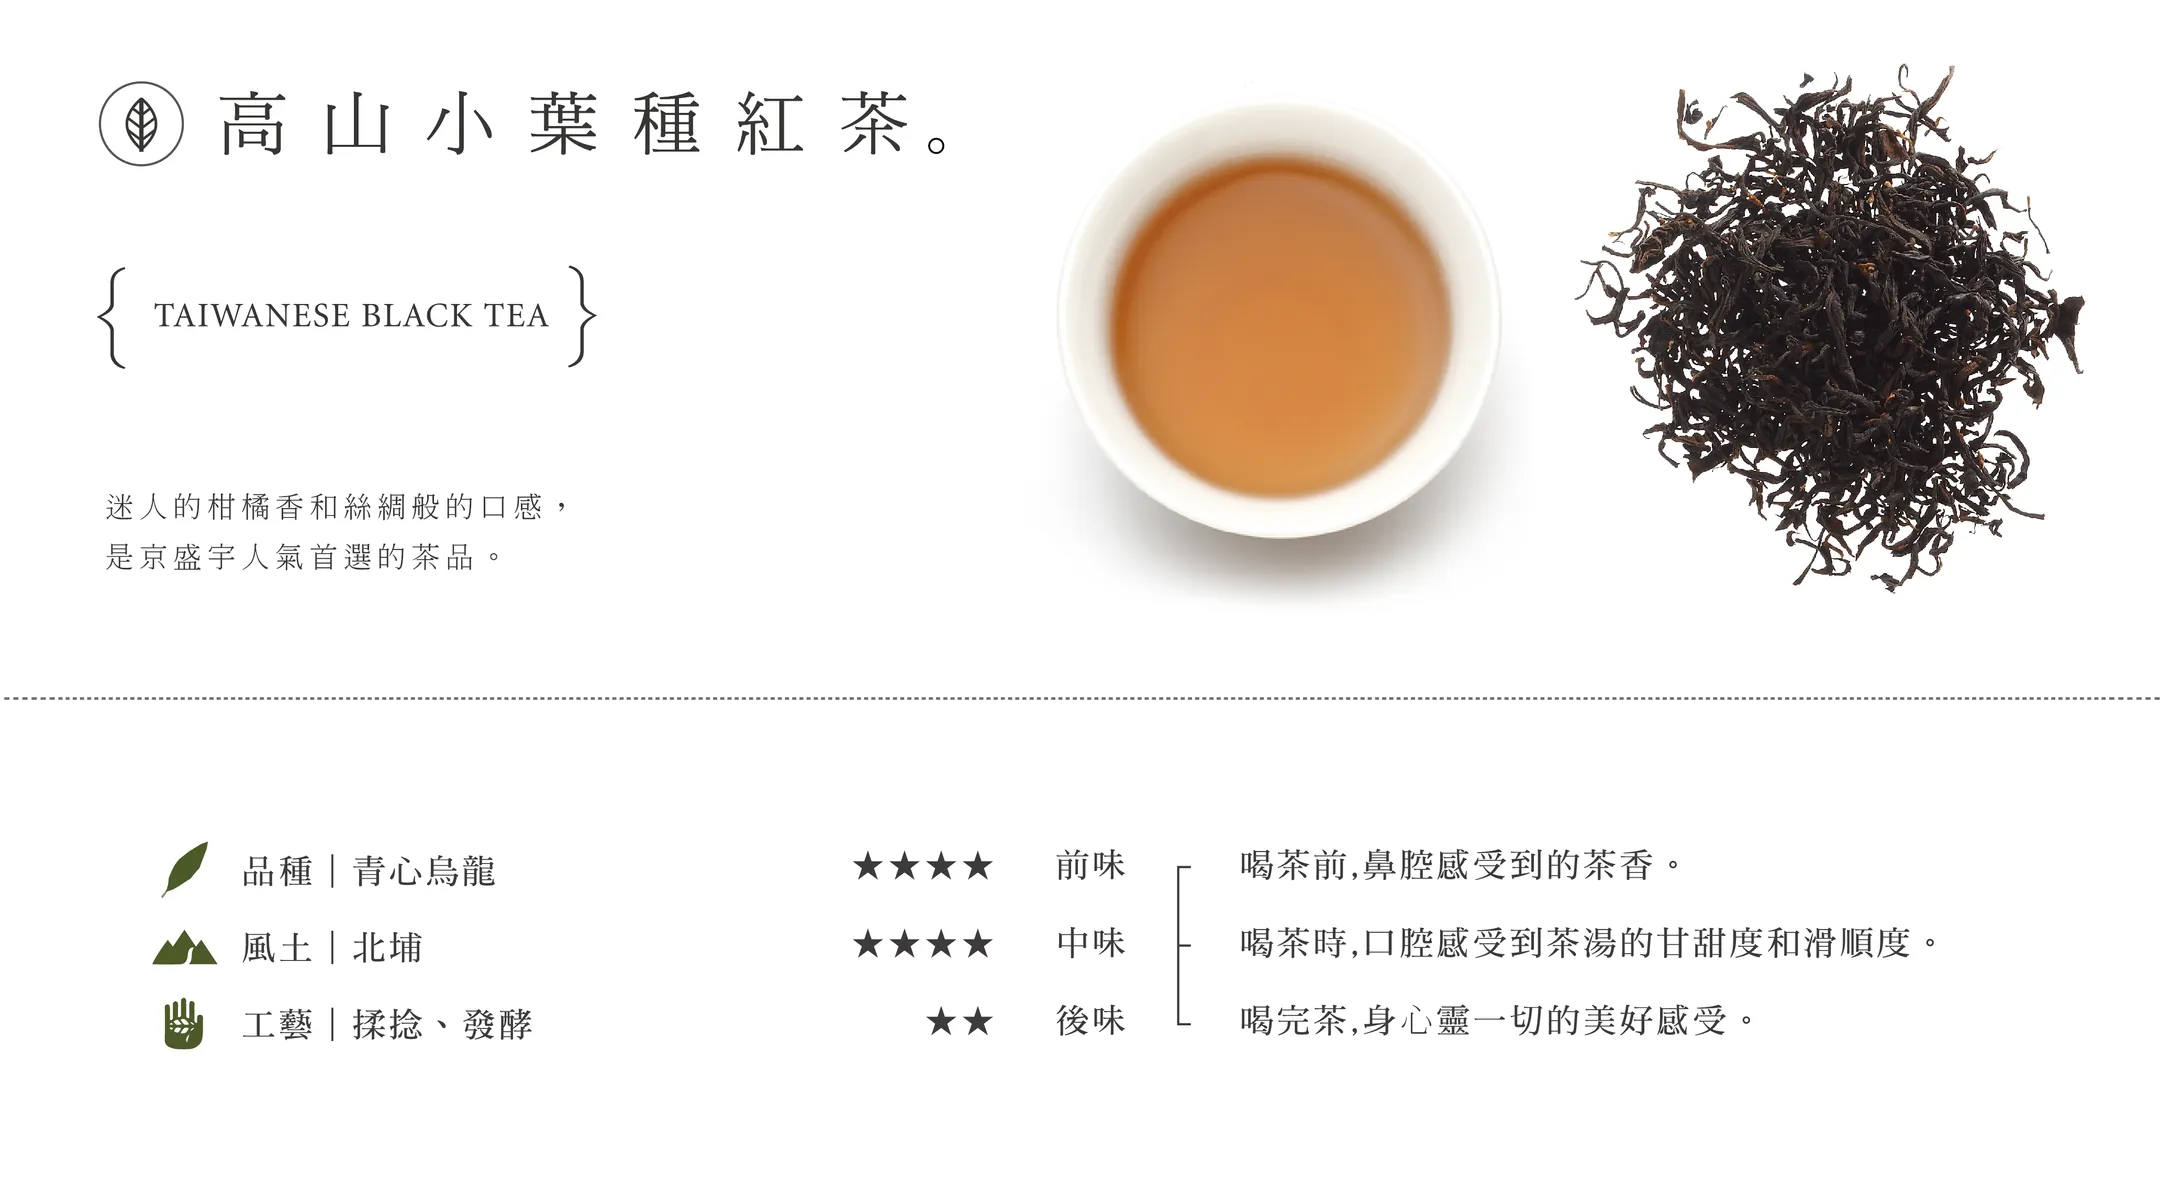 高山小葉種紅茶。
TAIWANESE BLACK TEA
迷人的柑橘香和絲綢般的口感，
是京盛宇人氣首選的茶品。
品種｜青心烏龍
風土｜北埔
工藝｜揉捻、發酵
★★★★ 前味 喝茶前,鼻腔感受到的茶香。
★★★★ 中味 喝茶時,口腔感受到茶湯的甘甜度和滑順度。
★★ 後味 喝完茶,身心靈一切的美好感受。